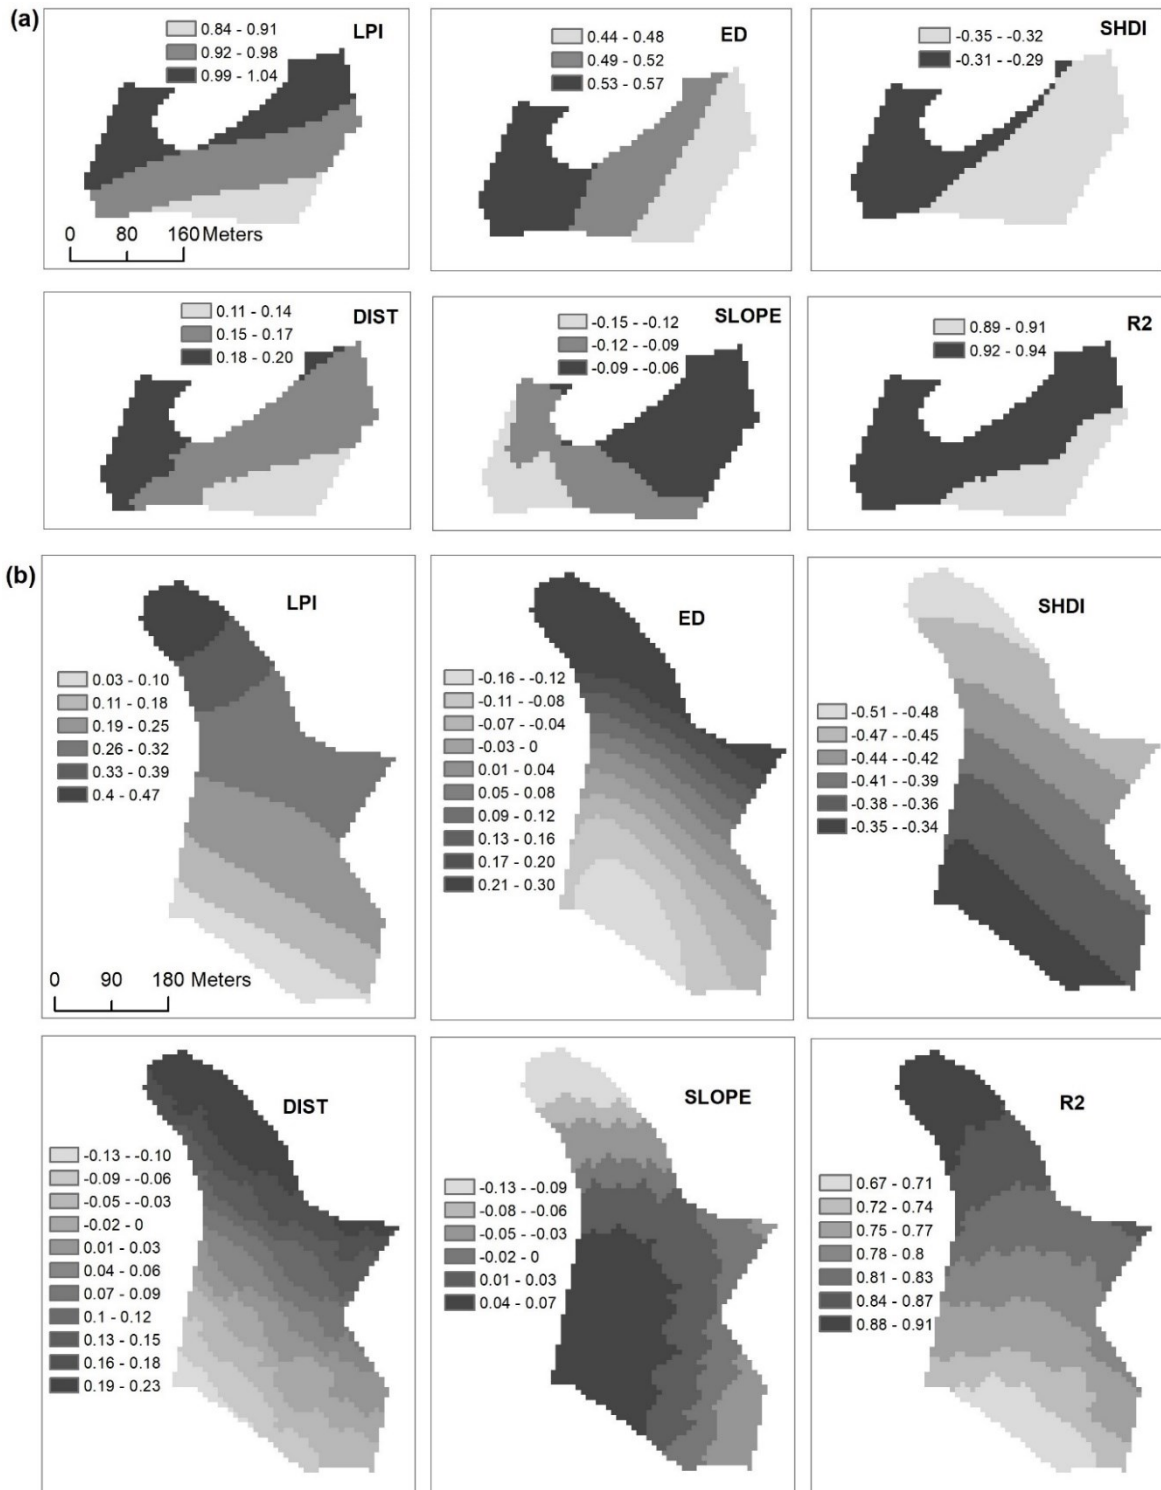 (a)
LPI
0.84 - 0.91
0.92 - 0.98
0.99 - 1.04
0 80 160 Meters
ED
0.44 - 0.48
0.49 - 0.52
0.53 - 0.57
SHDI
-0.35 - -0.32
-0.31 - -0.29
DIST
0.11 - 0.14
0.15 - 0.17
0.18 - 0.20
SLOPE
-0.15 - -0.12
-0.12 - -0.09
-0.09 - -0.06
R2
0.89 - 0.91
0.92 - 0.94
(b)
LPI
0.03 - 0.10
0.11 - 0.18
0.19 - 0.25
0.26 - 0.32
0.33 - 0.39
0.4 - 0.47
0 90 180 Meters
ED
-0.16 - -0.12
-0.11 - -0.08
-0.07 - -0.04
-0.03 - 0
0.01 - 0.04
0.05 - 0.08
0.09 - 0.12
0.13 - 0.16
0.17 - 0.20
0.21 - 0.30
SHDI
-0.51 - -0.48
-0.47 - -0.45
-0.44 - -0.42
-0.41 - -0.39
-0.38 - -0.36
-0.35 - -0.34
DIST
-0.13 - -0.10
-0.09 - -0.06
-0.05 - -0.03
-0.02 - 0
0.01 - 0.03
0.04 - 0.06
0.07 - 0.09
0.1 - 0.12
0.13 - 0.15
0.16 - 0.18
0.19 - 0.23
SLOPE
-0.13 - -0.09
-0.08 - -0.06
-0.05 - -0.03
-0.02 - 0
0.01 - 0.03
0.04 - 0.07
R2
0.67 - 0.71
0.72 - 0.74
0.75 - 0.77
0.78 - 0.8
0.81 - 0.83
0.84 - 0.87
0.88 - 0.91